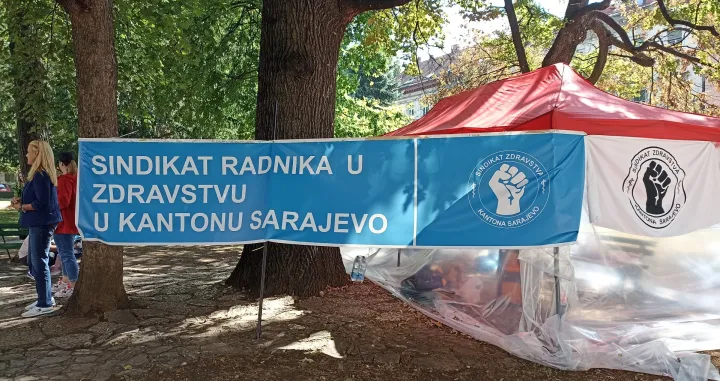 SINDIKAT RADNIKA U
ZDRAVSTVU
U KANTONU SARAJEVO
SINDIKAT ZDRAVSTVA
KANTONA SARAJEVO
SINDIKAT ZDRAVSTVA
KANTONA SARAJEVO